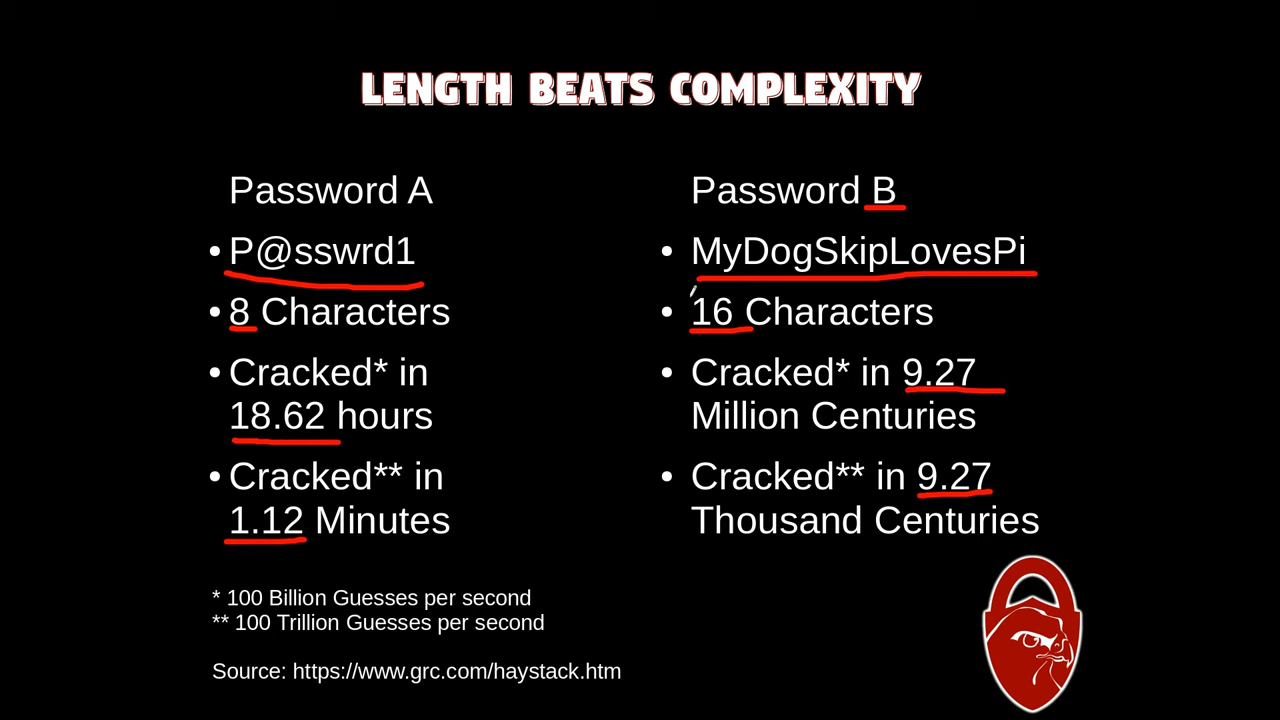 LENGTH BEATS COMPLEXITY
Password A
• P@sswrd1
• 8 Characters
• Cracked* in
18.62 hours
• Cracked** in
1.12 Minutes
Password B
• MyDogSkipLovesPi
• 16 Characters
• Cracked* in 9.27
Million Centuries
• Cracked** in 9.27
Thousand Centuries
* 100 Billion Guesses per second
** 100 Trillion Guesses per second
Source: https://www.grc.com/haystack.htm